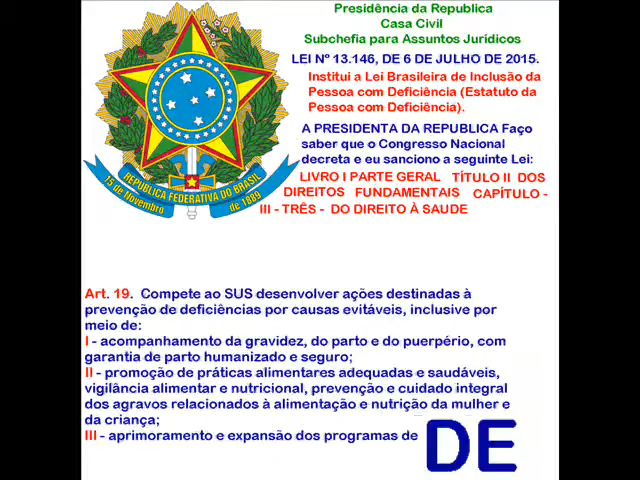 Presidência da Republica
Casa Civil
Subchefia para Assuntos Jurídicos
LEI Nº 13.146, DE 6 DE JULHO DE 2015.
Institui a Lei Brasileira de Inclusão da
Pessoa com Deficiência (Estatuto da
Pessoa com Deficiência).
A PRESIDENTA DA REPUBLICA Faço
saber que o Congresso Nacional
decreta e eu sanciono a seguinte Lei:
LIVRO I PARTE GERAL TÍTULO II DOS
DIREITOS FUNDAMENTAIS CAPÍTULO -
III - TRÊS - DO DIREITO À SAUDE
REPUBLICA FEDERATIVA DO BRASIL
15 de Novembro de 1889
Art. 19. Compete ao SUS desenvolver ações destinadas à
prevenção de deficiências por causas evitáveis, inclusive por
meio de:
I - acompanhamento da gravidez, do parto e do puerpério, com
garantia de parto humanizado e seguro;
II - promoção de práticas alimentares adequadas e saudáveis,
vigilância alimentar e nutricional, prevenção e cuidado integral
dos agravos relacionados à alimentação e nutrição da mulher e
da criança;
III - aprimoramento e expansão dos programas de DE